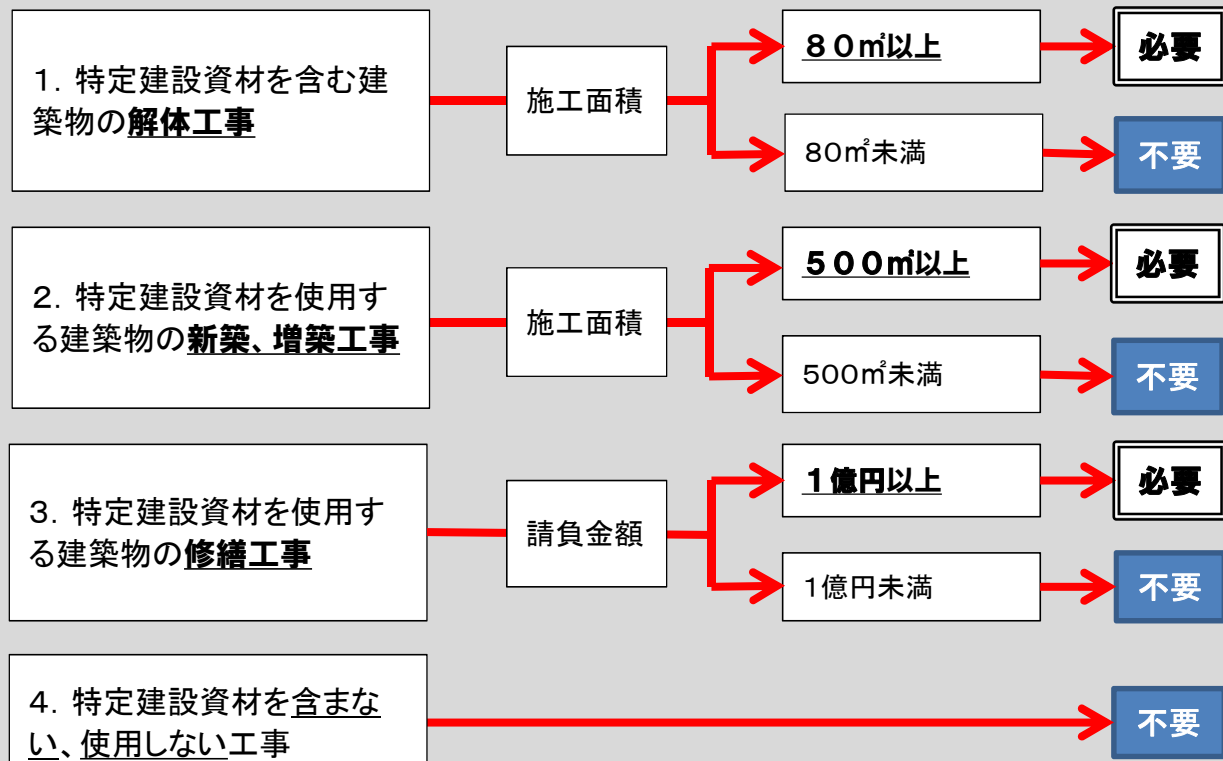 1．特定建設資材を含む建
築物の解体工事
施工面積
８０㎡以上
必要
80㎡未満
不要
2．特定建設資材を使用す
る建築物の新築、増築工事
施工面積
５００㎡以上
必要
500㎡未満
不要
3．特定建設資材を使用す
る建築物の修繕工事
請負金額
１億円以上
必要
1億円未満
不要
4．特定建設資材を含まな
い、使用しない工事
不要